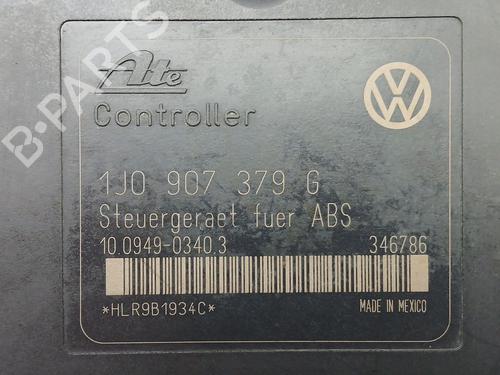 Ate
Controller
1J0 907 379 G
Steuergeraet fuer ABS
10.0949-0340.3 346786
*HLR9B1934C* MADE IN MEXICO
B-PARTS